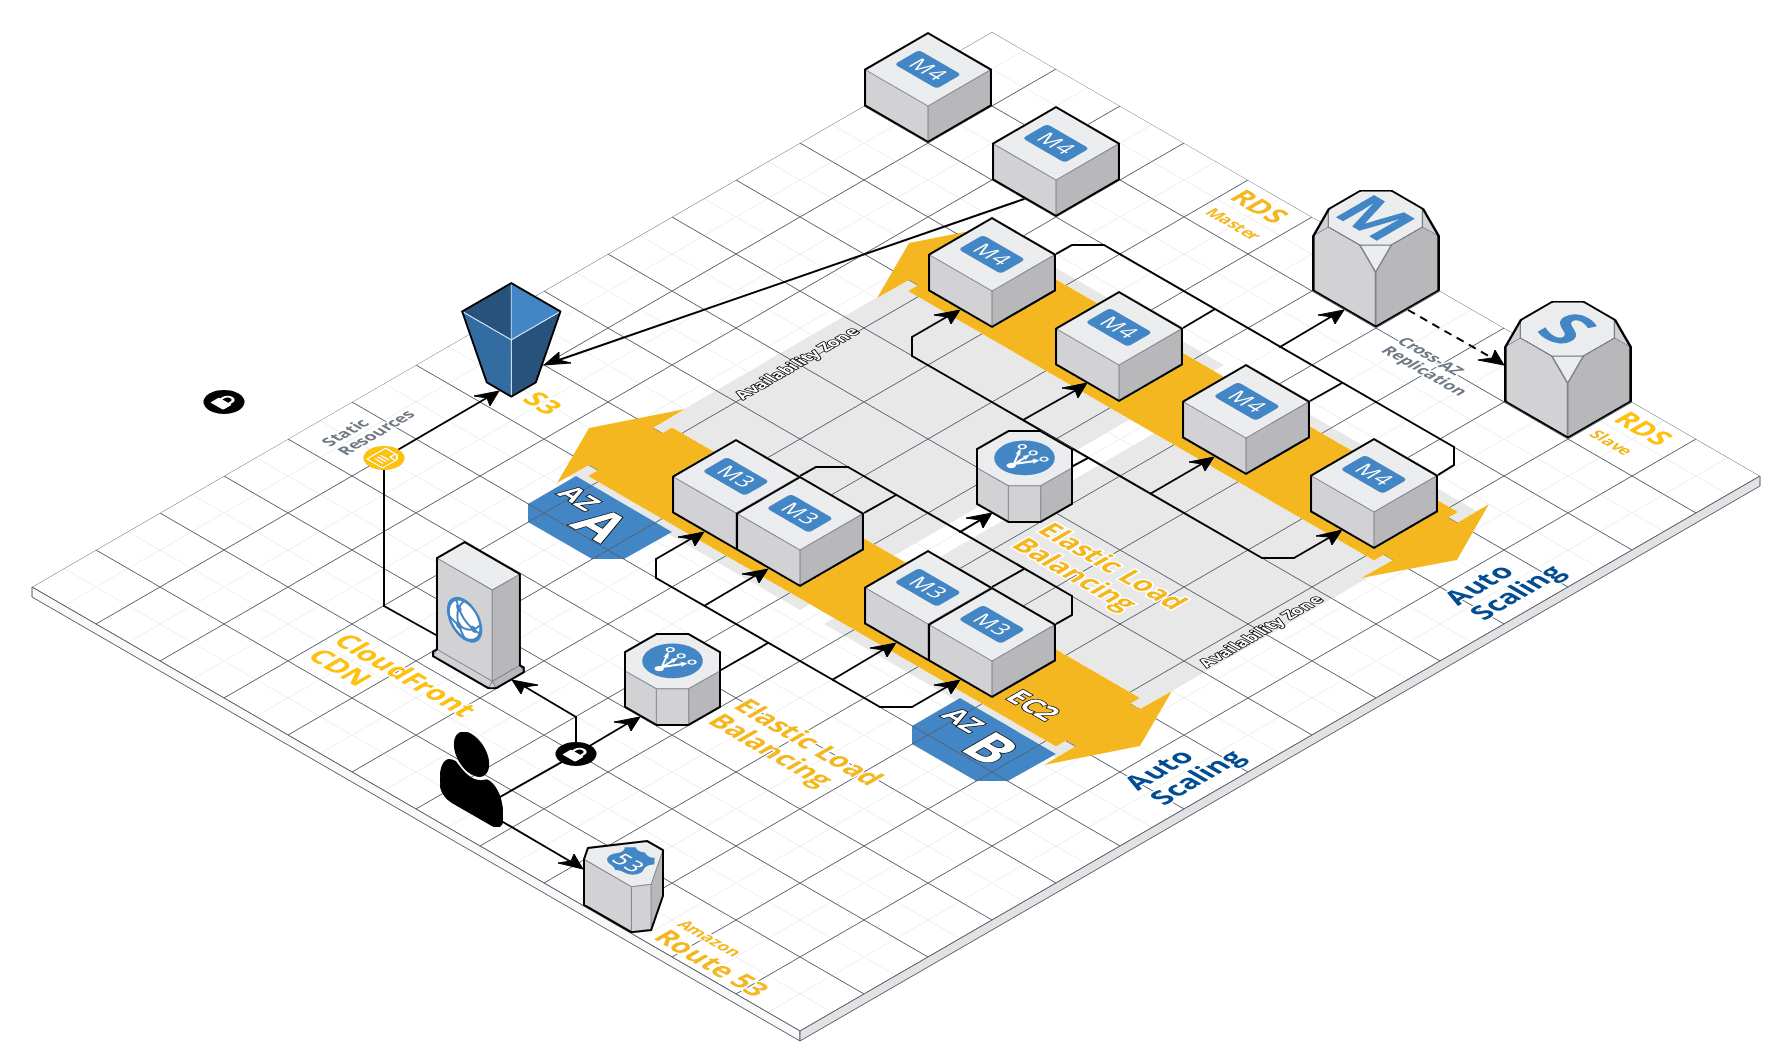 M4
M4
RDS
Master
M
M4
S
Cross-AZ
Replication
M4
Availability Zone
M4
S3
RDS
Slave
Static
Resources
M4
M3
M3
AZ
A
Elastic Load
Balancing
Auto
Scaling
M3
M3
Availability Zone
CloudFront
CDN
EC2
AZ
B
Elastic Load
Balancing
Auto
Scaling
53
Amazon
Route 53